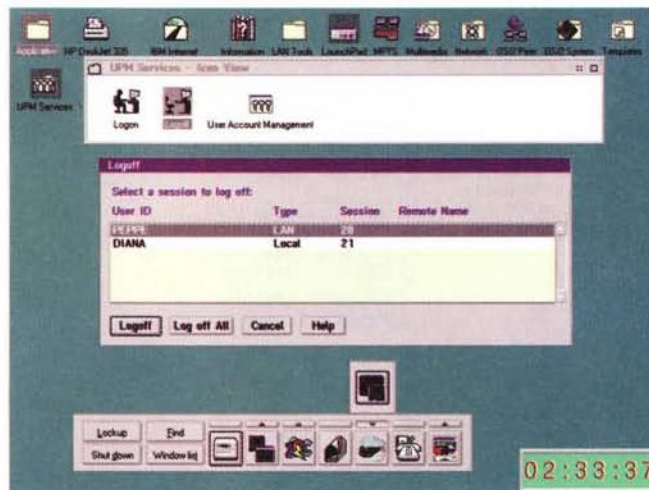 HP DeskJet 320 IBM Internet Information LAN Tools LaunchPad MPTS Multimedia Network OS/2 Peer OS/2 System Templates
UPM Services - Icon View
UPM Services
Logon Logoff User Account Management
Logoff
Select a session to log off:
User ID Type Session Remote Name
PEPPE LAN 20
DIANA Local 21
Logoff Log off All Cancel Help
Lockup Find
Shut down Window list
02:33:37